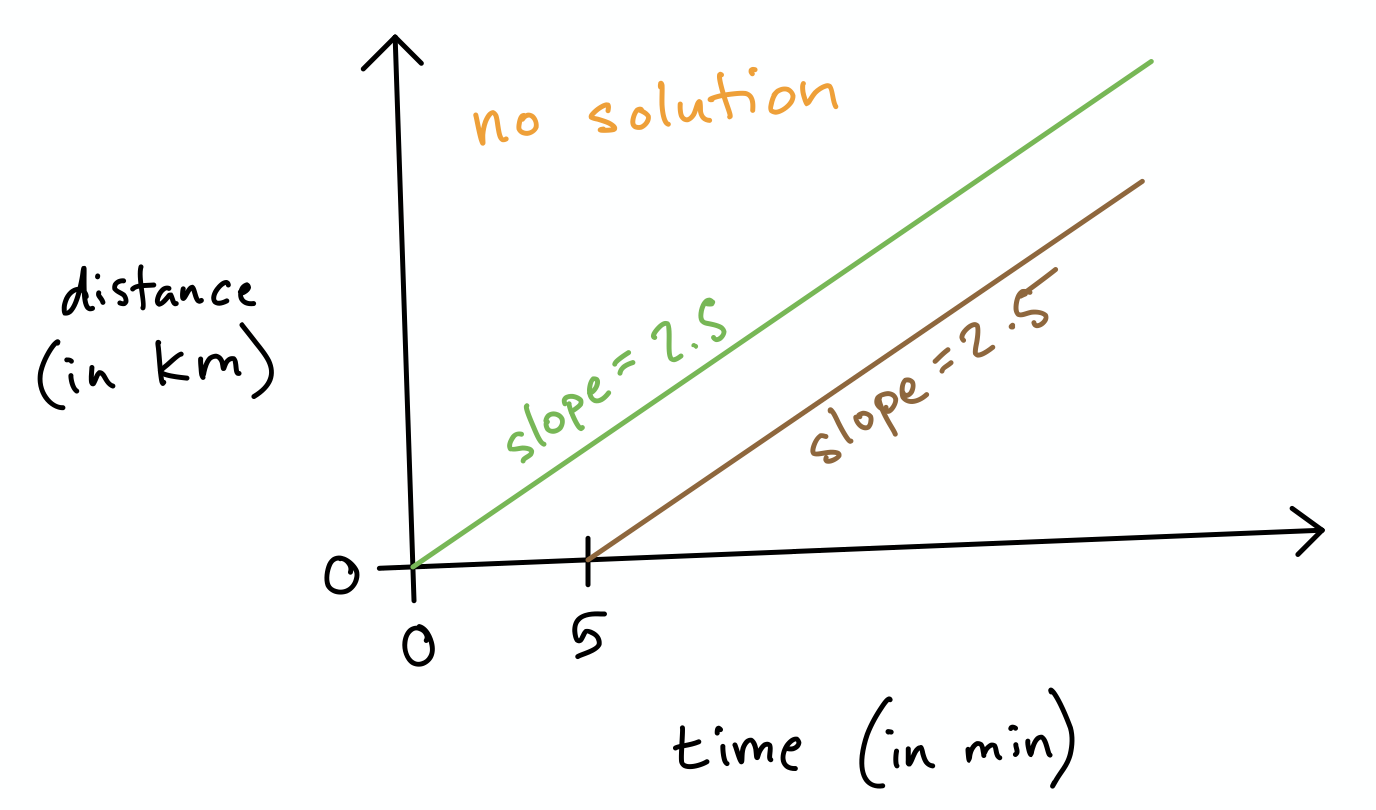 no solution
distance
(in km)
slope = 2.5
slope = 2.5
0
0
5
time (in min)